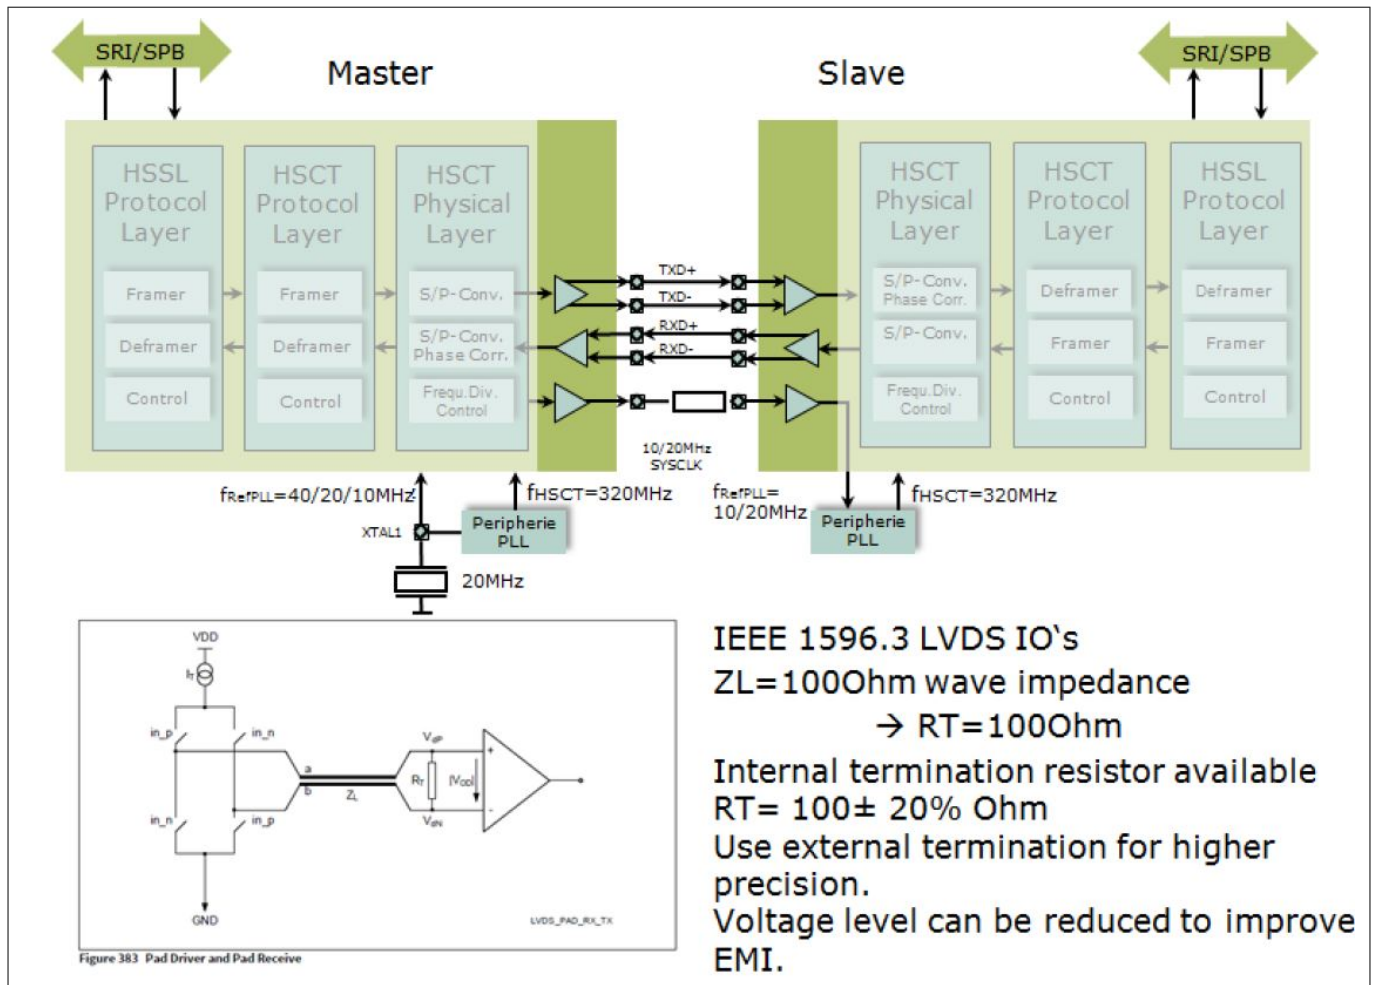 SRI/SPB
Master
Slave
SRI/SPB
HSSL
Protocol
Layer
Framer
Deframer
Control
HSCT
Protocol
Layer
Framer
Deframer
Control
HSCT
Physical
Layer
S/P-Conv.
S/P-Conv.
Phase Corr.
Frequ.Div.
Control
TXD+
TXD-
RXD+
RXD-
10/20MHz
SYSCLK
HSCT
Physical
Layer
S/P-Conv.
Phase Corr.
S/P-Conv.
Frequ.Div.
Control
HSCT
Protocol
Layer
Deframer
Framer
Control
HSSL
Protocol
Layer
Deframer
Framer
Control
fRefPLL=40/20/10MHz
fHSCT=320MHz
XTAL1
Peripherie
PLL
20MHz
fRefPLL=
10/20MHz
fHSCT=320MHz
Peripherie
PLL
VDD
IT
in_p
in_n
a
b
ZL
VdP
RT
|VOD|
VdN
+
-
in_n
in_p
GND
LVDS_PAD_RX_TX
Figure 383 Pad Driver and Pad Receive
IEEE 1596.3 LVDS IO‘s
ZL=100Ohm wave impedance
→ RT=100Ohm
Internal termination resistor available
RT= 100± 20% Ohm
Use external termination for higher
precision.
Voltage level can be reduced to improve
EMI.